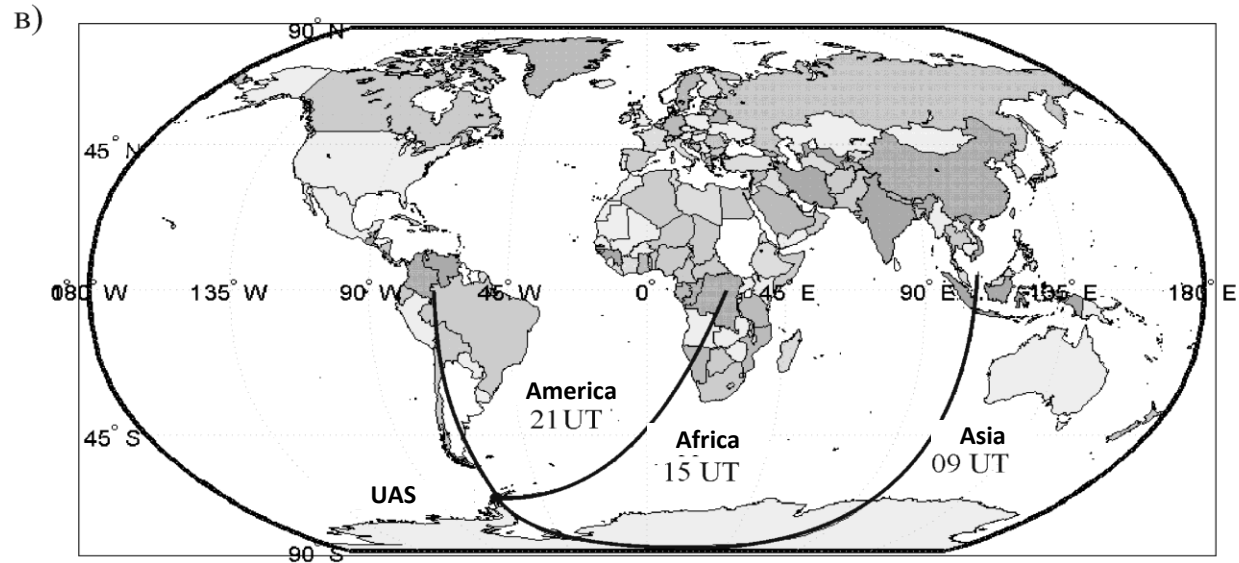 в)
90° N
45° N
0°
180° W
135° W
90° W
45° W
0°
45 E
90° E
135 E
180° E
America
21 UT
Africa
15 UT
Asia
09 UT
45° S
UAS
90° S